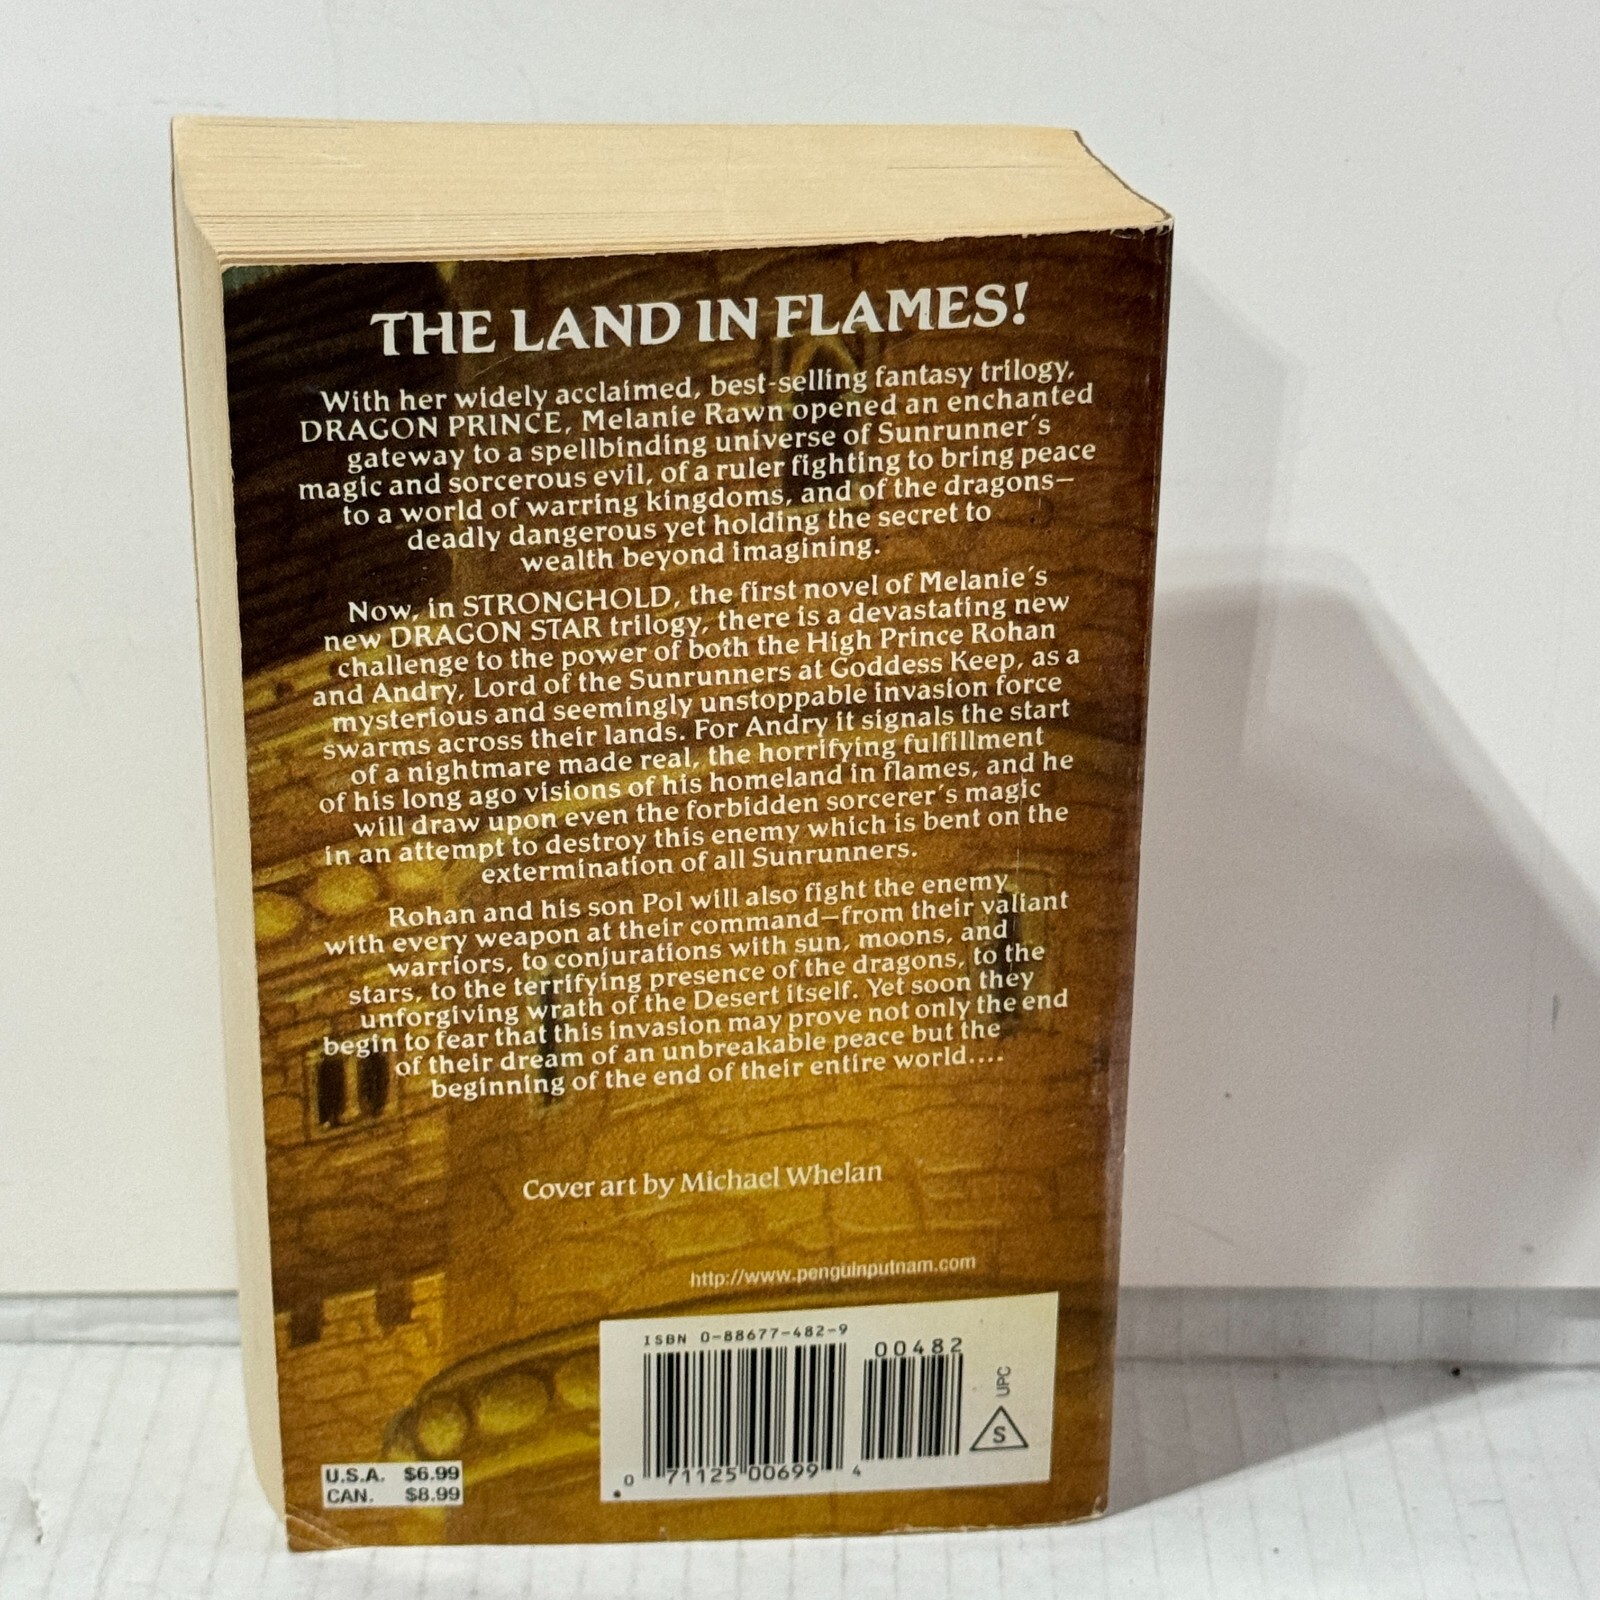 THE LAND IN FLAMES!
With her widely acclaimed, best-selling fantasy trilogy,
DRAGON PRINCE, Melanie Rawn opened an enchanted
gateway to a spellbinding universe of Sunrunner's
magic and sorcerous evil, of a ruler fighting to bring peace
to a world of warring kingdoms, and of the dragons—
deadly dangerous yet holding the secret to
wealth beyond imagining.
Now, in STRONGHOLD, the first novel of Melanie's
new DRAGON STAR trilogy, there is a devastating new
challenge to the power of both the High Prince Rohan
and Andry, Lord of the Sunrunners at Goddess Keep, as a
mysterious and seemingly unstoppable invasion force
swarms across their lands. For Andry it signals the start
of a nightmare made real, the horrifying fulfillment
of his long ago visions of his homeland in flames, and he
will draw upon even the forbidden sorcerer's magic
in an attempt to destroy this enemy which is bent on the
extermination of all Sunrunners.
Rohan and his son Pol will also fight the enemy
with every weapon at their command—from their valiant
warriors, to conjurations with sun, moons, and
stars, to the terrifying presence of the dragons, to the
unforgiving wrath of the Desert itself. Yet soon they
begin to fear that this invasion may prove not only the end
of their dream of an unbreakable peace but the
beginning of the end of their entire world....
Cover art by Michael Whelan
http://www.penguinputnam.com
ISBN 0-88677-482-9
00482
UPC
S
0 71125 00699 4
U.S.A. $6.99
CAN. $8.99